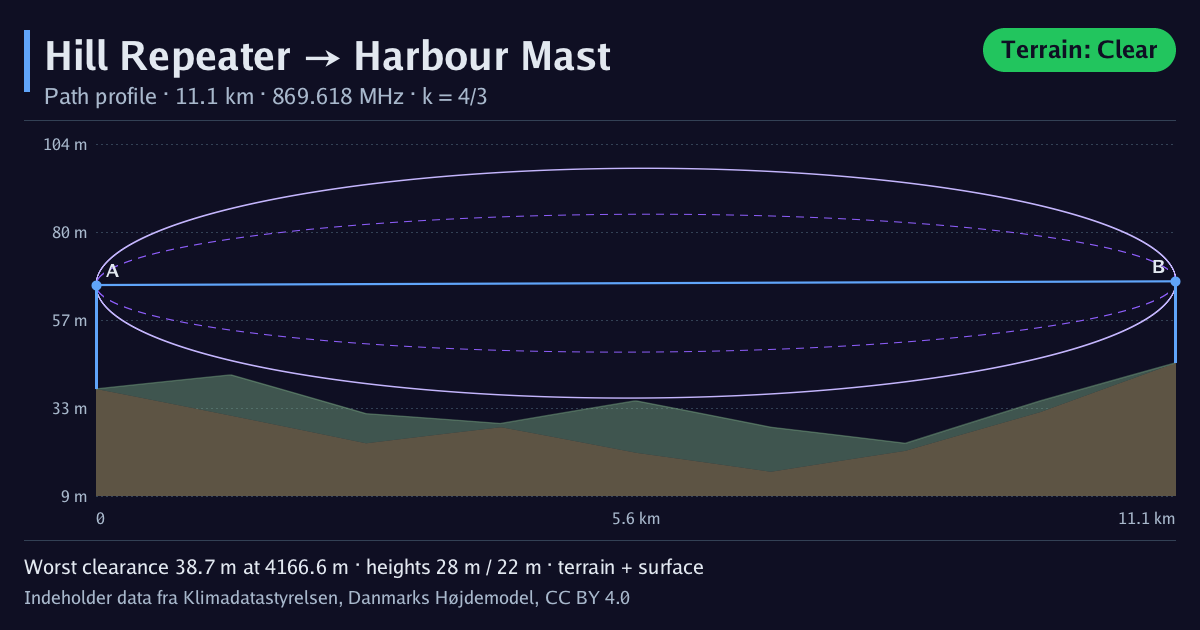 Hill Repeater → Harbour Mast
Terrain: Clear
Path profile · 11.1 km · 869.618 MHz · k = 4/3
104 m
80 m
57 m
33 m
9 m
A
B
0
5.6 km
11.1 km
Worst clearance 38.7 m at 4166.6 m · heights 28 m / 22 m · terrain + surface
Indeholder data fra Klimadatastyrelsen, Danmarks Højdemodel, CC BY 4.0